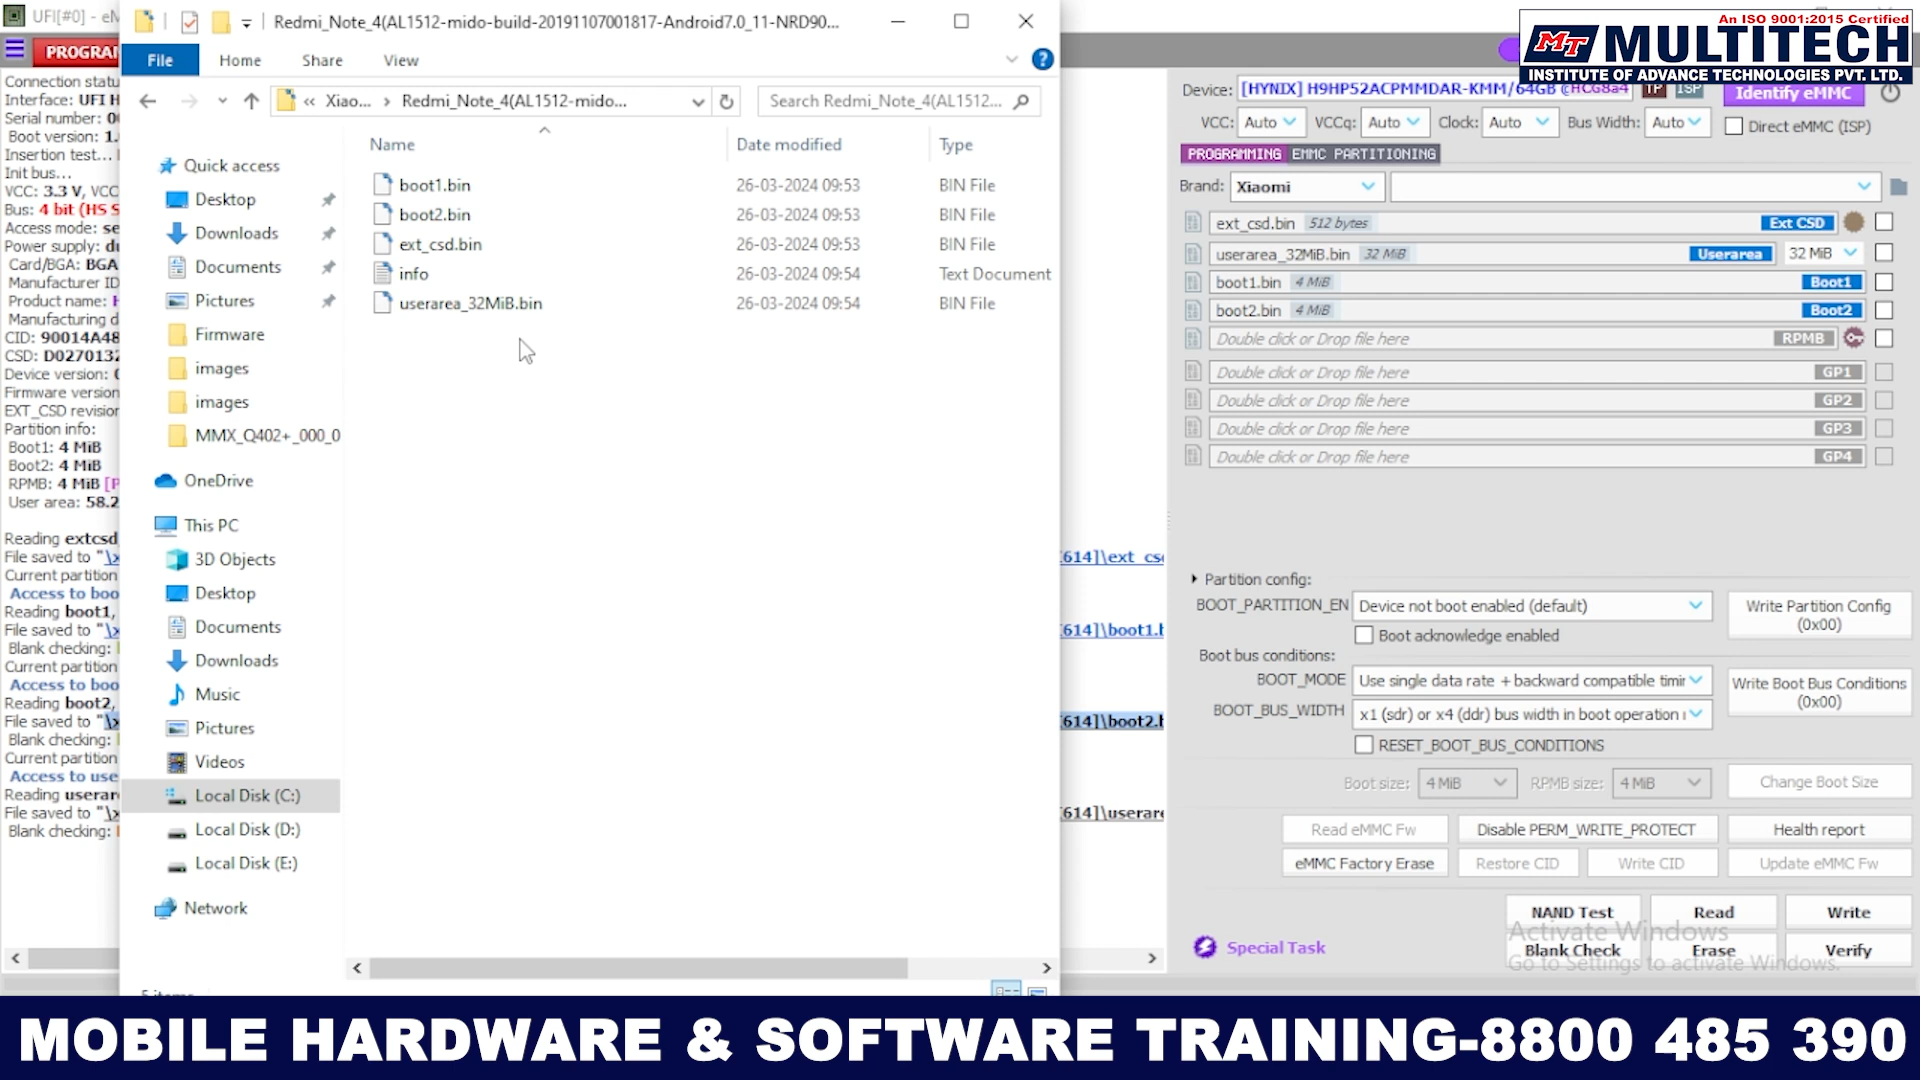 UFI[#0] - eM
PROGRAM
Connection statu
Interface: UFI H
Serial number: 0
Boot version: 1.
Insertion test...
Init bus...
VCC: 3.3 V, VCC
Bus: 4 bit (HS S
Access mode: se
Power supply: du
Card/BGA: BGA
Manufacturer ID
Product name: H
Manufacturing d
CID: 90014A48
CSD: D0270132
Device version:
Firmware version
EXT_CSD revision
Partition info:
Boot1: 4 MiB
Boot2: 4 MiB
RPMB: 4 MiB [P
User area: 58.2
Reading extcsd
File saved to "\x
Current partition
Access to boo
Reading boot1,
File saved to "\x
Blank checking:
Current partition
Access to boo
Reading boot2,
File saved to "\x
Blank checking:
Current partition
Access to use
Reading userar
File saved to "\x
Blank checking:
Redmi_Note_4(AL1512-mido-build-20191107001817-Android7.0_11-NRD90...
File Home Share View
« Xiao... › Redmi_Note_4(AL1512-mido...
Search Redmi_Note_4(AL1512...
Quick access
Desktop
Downloads
Documents
Pictures
Firmware
images
images
MMX_Q402+_000_0
OneDrive
This PC
3D Objects
Desktop
Documents
Downloads
Music
Pictures
Videos
Local Disk (C:)
Local Disk (D:)
Local Disk (E:)
Network
Name Date modified Type
boot1.bin 26-03-2024 09:53 BIN File
boot2.bin 26-03-2024 09:53 BIN File
ext_csd.bin 26-03-2024 09:53 BIN File
info 26-03-2024 09:54 Text Document
userarea_32MiB.bin 26-03-2024 09:54 BIN File
5 items
[614]\ext_csd
[614]\boot1.b
[614]\boot2.b
[614]\userare
An ISO 9001:2015 Certified
MT MULTITECH
INSTITUTE OF ADVANCE TECHNOLOGIES PVT. LTD.
Device: [HYNIX] H9HP52ACPMMDAR-KMM/64GB @HCG8a4 TP ISP Identify eMMC
VCC: Auto VCCq: Auto Clock: Auto Bus Width: Auto Direct eMMC (ISP)
PROGRAMMING EMMC PARTITIONING
Brand: Xiaomi
ext_csd.bin 512 bytes Ext CSD
userarea_32MiB.bin 32 MiB Userarea 32 MiB
boot1.bin 4 MiB Boot1
boot2.bin 4 MiB Boot2
Double click or Drop file here RPMB
Double click or Drop file here GP1
Double click or Drop file here GP2
Double click or Drop file here GP3
Double click or Drop file here GP4
Partition config:
BOOT_PARTITION_EN Device not boot enabled (default) Write Partition Config (0x00)
Boot acknowledge enabled
Boot bus conditions:
BOOT_MODE Use single data rate + backward compatible timir Write Boot Bus Conditions (0x00)
BOOT_BUS_WIDTH x1 (sdr) or x4 (ddr) bus width in boot operation
RESET_BOOT_BUS_CONDITIONS
Boot size: 4 MiB RPMB size: 4 MiB Change Boot Size
Read eMMC Fw Disable PERM_WRITE_PROTECT Health report
eMMC Factory Erase Restore CID Write CID Update eMMC Fw
NAND Test Read Write
Activate Windows
Special Task Blank Check Erase Verify
Go to Settings to activate Windows.
MOBILE HARDWARE & SOFTWARE TRAINING-8800 485 390